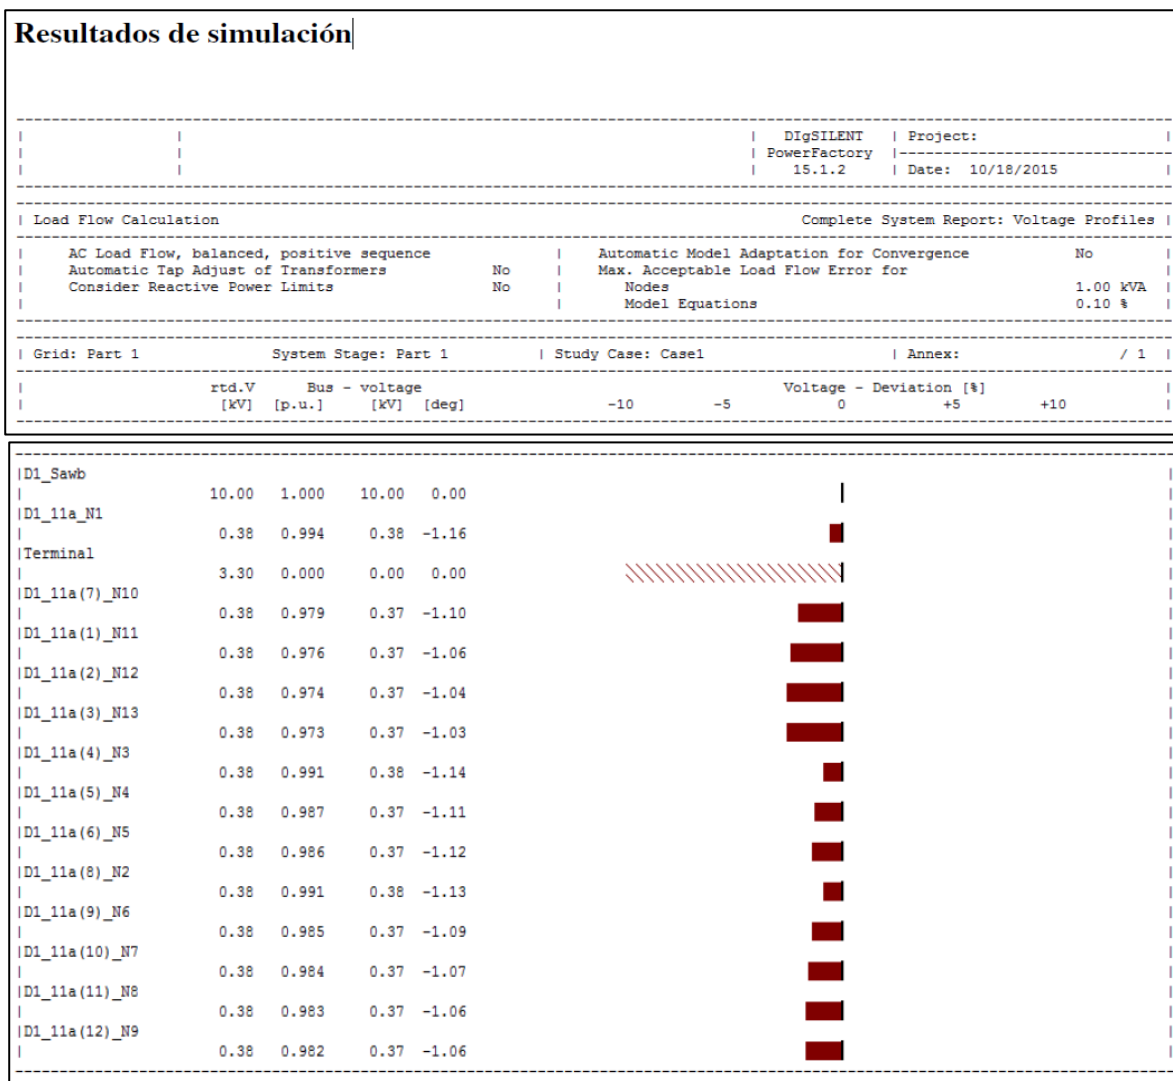 Resultados de simulación
| | | DIgSILENT | Project: |
| | | PowerFactory |--------------------------------
| | | 15.1.2 | Date: 10/18/2015 |
| Load Flow Calculation Complete System Report: Voltage Profiles |
| AC Load Flow, balanced, positive sequence | Automatic Model Adaptation for Convergence No |
| Automatic Tap Adjust of Transformers No | Max. Acceptable Load Flow Error for |
| Consider Reactive Power Limits No | Nodes 1.00 kVA |
| | Model Equations 0.10 % |
| Grid: Part 1 System Stage: Part 1 | Study Case: Case1 | Annex: / 1 |
| rtd.V Bus - voltage Voltage - Deviation [%] |
| [kV] [p.u.] [kV] [deg] -10 -5 0 +5 +10 |
|D1_Sawb |
| 10.00 1.000 10.00 0.00 |
|D1_11a_N1 |
| 0.38 0.994 0.38 -1.16 |
|Terminal |
| 3.30 0.000 0.00 0.00 |
|D1_11a(7)_N10 |
| 0.38 0.979 0.37 -1.10 |
|D1_11a(1)_N11 |
| 0.38 0.976 0.37 -1.06 |
|D1_11a(2)_N12 |
| 0.38 0.974 0.37 -1.04 |
|D1_11a(3)_N13 |
| 0.38 0.973 0.37 -1.03 |
|D1_11a(4)_N3 |
| 0.38 0.991 0.38 -1.14 |
|D1_11a(5)_N4 |
| 0.38 0.987 0.37 -1.11 |
|D1_11a(6)_N5 |
| 0.38 0.986 0.37 -1.12 |
|D1_11a(8)_N2 |
| 0.38 0.991 0.38 -1.13 |
|D1_11a(9)_N6 |
| 0.38 0.985 0.37 -1.09 |
|D1_11a(10)_N7 |
| 0.38 0.984 0.37 -1.07 |
|D1_11a(11)_N8 |
| 0.38 0.983 0.37 -1.06 |
|D1_11a(12)_N9 |
| 0.38 0.982 0.37 -1.06 |